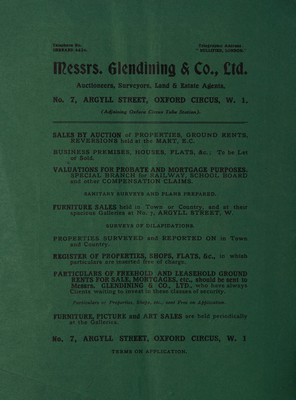 Telephone No.
GERRARD 8424.
Telegraphic Address
LONDON."
Messrs. Glendining & Co., Ltd.
Auctioneers, Surveyors, Land & Estate Agents,
No. 7, ARGYLL STREET, OXFORD CIRCUS, W. 1.
(Adjoining Oxford Circus Tube Station).
SALES BY AUCTION of PROPERTIES, GROUND RENTS,
REVERSIONS held at the MART, E.C.
BUSINESS PREMISES, HOUSES, FLATS, &c., To be Let
or Sold.
VALUATIONS FOR PROBATE AND MORTGAGE PURPOSES.
SPECIAL BRANCH for RAILWAY, SCHOOL BOARD
and other COMPENSATION CLAIMS.
SANITARY SURVEYS AND PLANS PREPARED.
FURNITURE SALES held in Town or Country, and at their
spacious Galleries at No. 7, ARGYLL STREET, W.
SURVEYS OF DILAPIDATIONS
PROPERTIES SURVEYED and REPORTED ON in Town
and Country.
REGISTER OF PROPERTIES, SHOPS, FLATS, &c., in which
particulars are inserted free of charge.
PARTICULARS OF FREEHOLD AND LEASEHOLD GROUND
RENTS FOR SALE, MORTGAGES, etc., should be sent to
Messrs. GLENDINING & CO., LTD., who have always
Clients waiting to invest in these classes of security.
Particulars of Properties, Shops, &c., sent Free on Application.
FURNITURE, PICTURE and ART SALES are held periodically
at the Galleries.
No. 7, ARGYLL STREET, OXFORD CIRCUS, W. 1
TERMS ON APPLICATION.